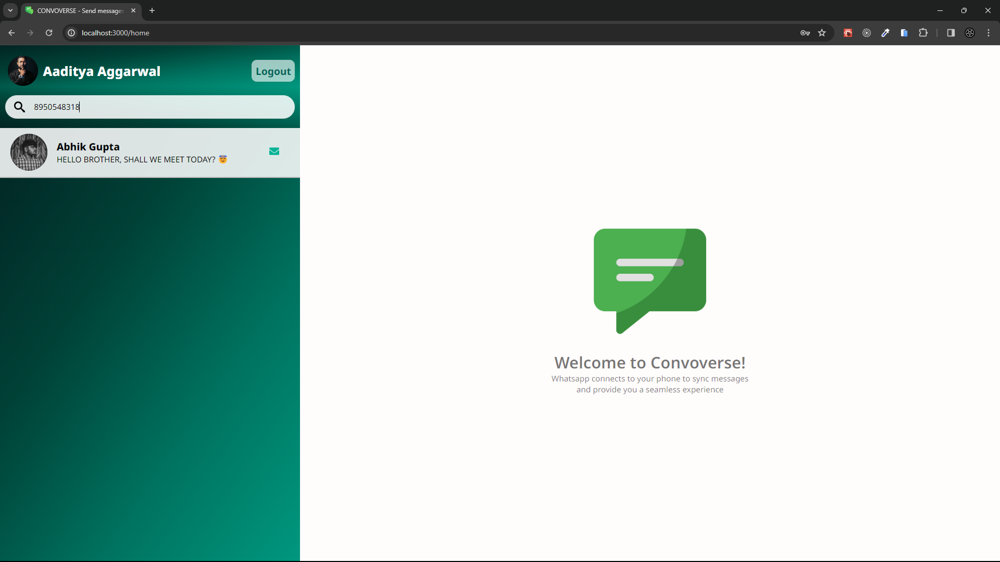 CONVOVERSE - Send messages
localhost:3000/home
Aaditya Aggarwal
Logout
8950548318
Abhik Gupta
HELLO BROTHER, SHALL WE MEET TODAY? 😇
Welcome to Convoverse!
Whatsapp connects to your phone to sync messages
and provide you a seamless experience